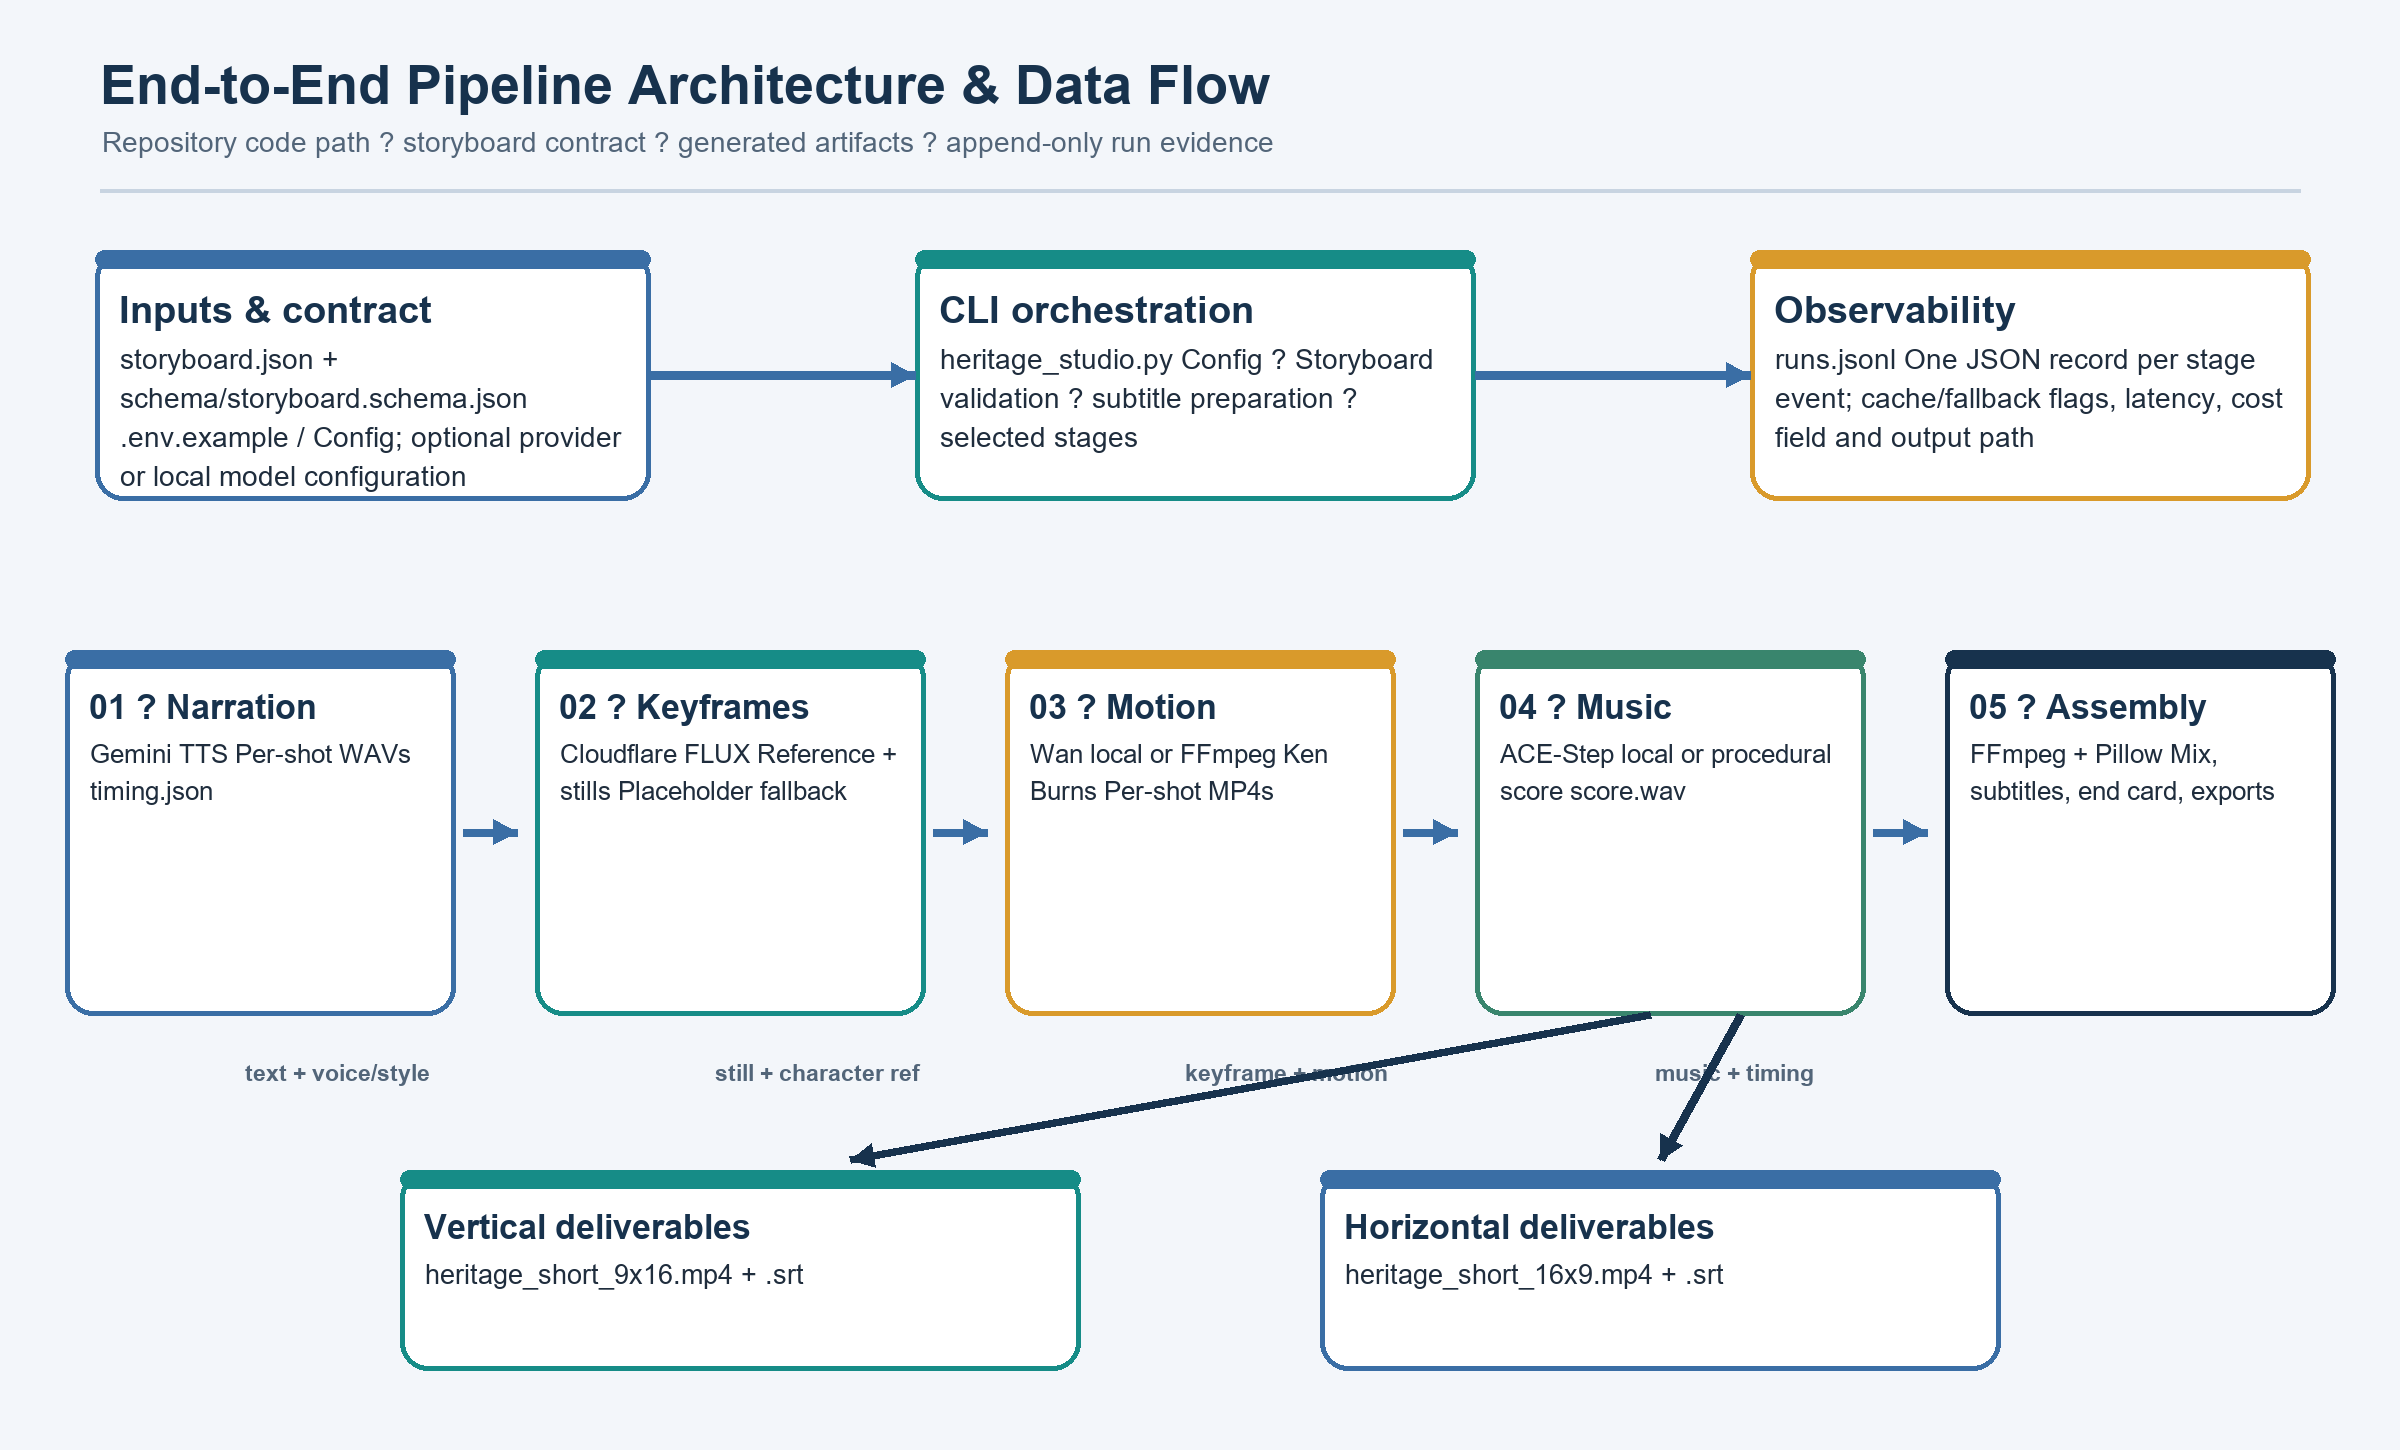 End-to-End Pipeline Architecture & Data Flow
Repository code path ? storyboard contract ? generated artifacts ? append-only run evidence
Inputs & contract
storyboard.json +
schema/storyboard.schema.json
.env.example / Config; optional provider
or local model configuration
CLI orchestration
heritage_studio.py Config ? Storyboard
validation ? subtitle preparation ?
selected stages
Observability
runs.jsonl One JSON record per stage
event; cache/fallback flags, latency, cost
field and output path
01 ? Narration
Gemini TTS Per-shot WAVs
timing.json
02 ? Keyframes
Cloudflare FLUX Reference +
stills Placeholder fallback
03 ? Motion
Wan local or FFmpeg Ken
Burns Per-shot MP4s
04 ? Music
ACE-Step local or procedural
score score.wav
05 ? Assembly
FFmpeg + Pillow Mix,
subtitles, end card, exports
text + voice/style
still + character ref
keyframe + motion
music + timing
Vertical deliverables
heritage_short_9x16.mp4 + .srt
Horizontal deliverables
heritage_short_16x9.mp4 + .srt